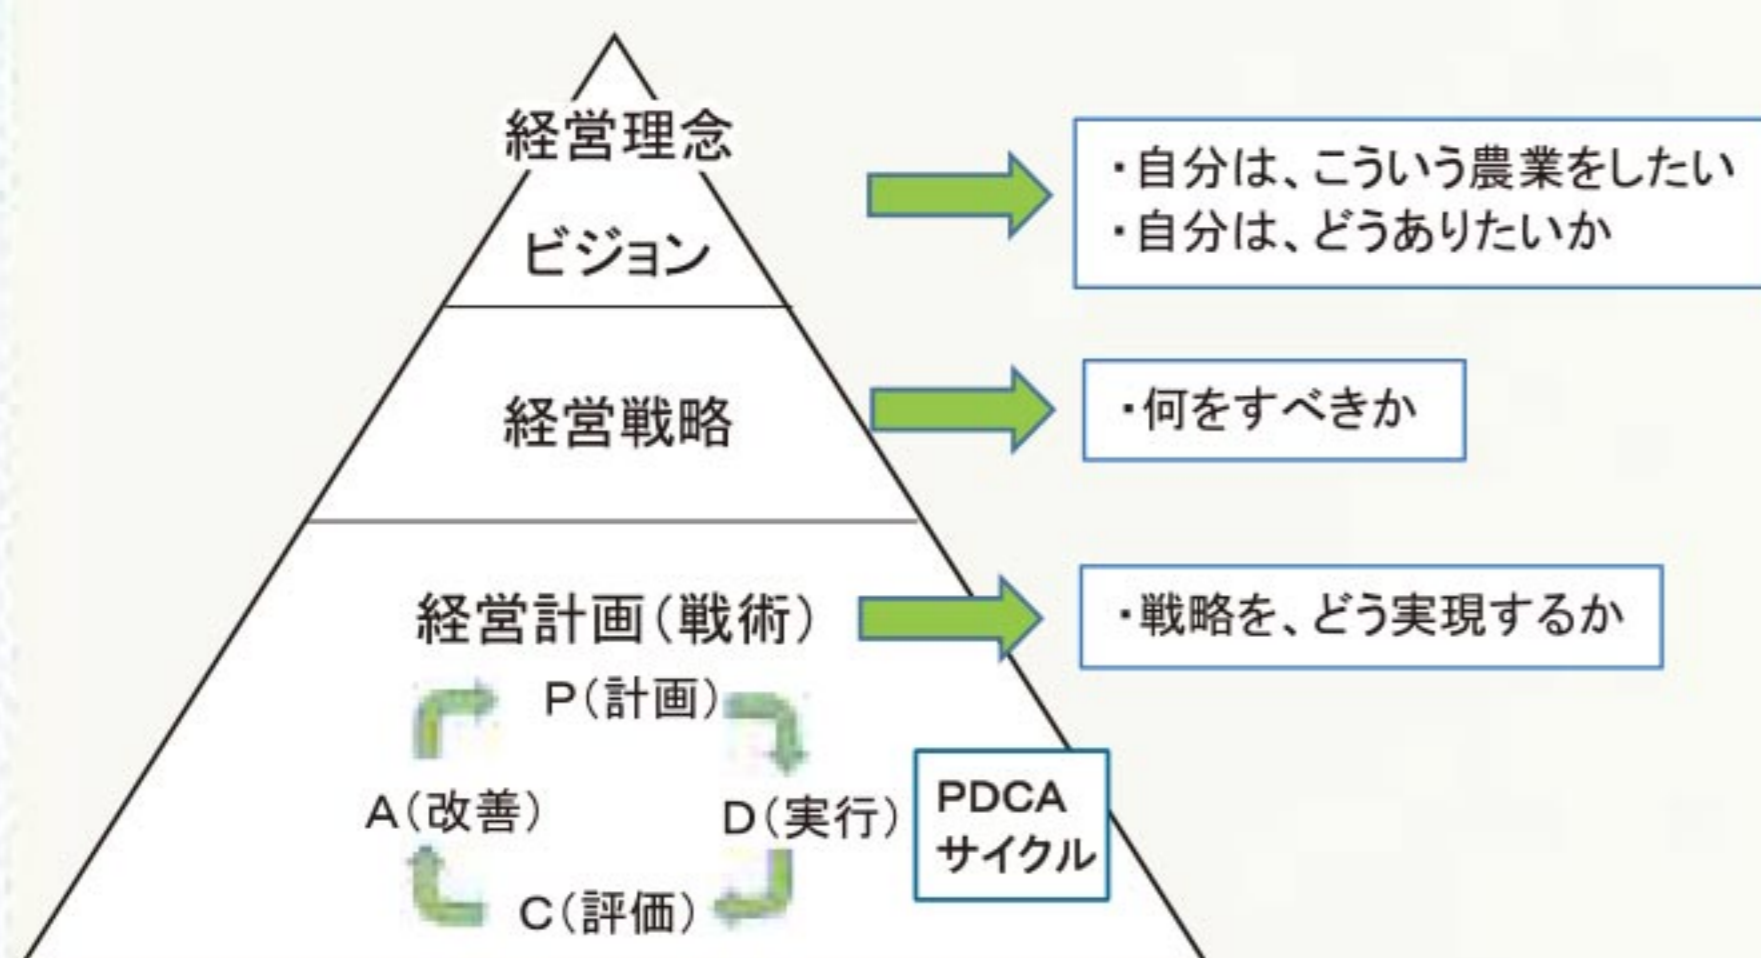 経営理念
ビジョン
・自分は、こういう農業をしたい
・自分は、どうありたいか
経営戦略
・何をすべきか
経営計画(戦術)
・戦略を、どう実現するか
P(計画)
A(改善)
D(実行)
C(評価)
PDCA
サイクル